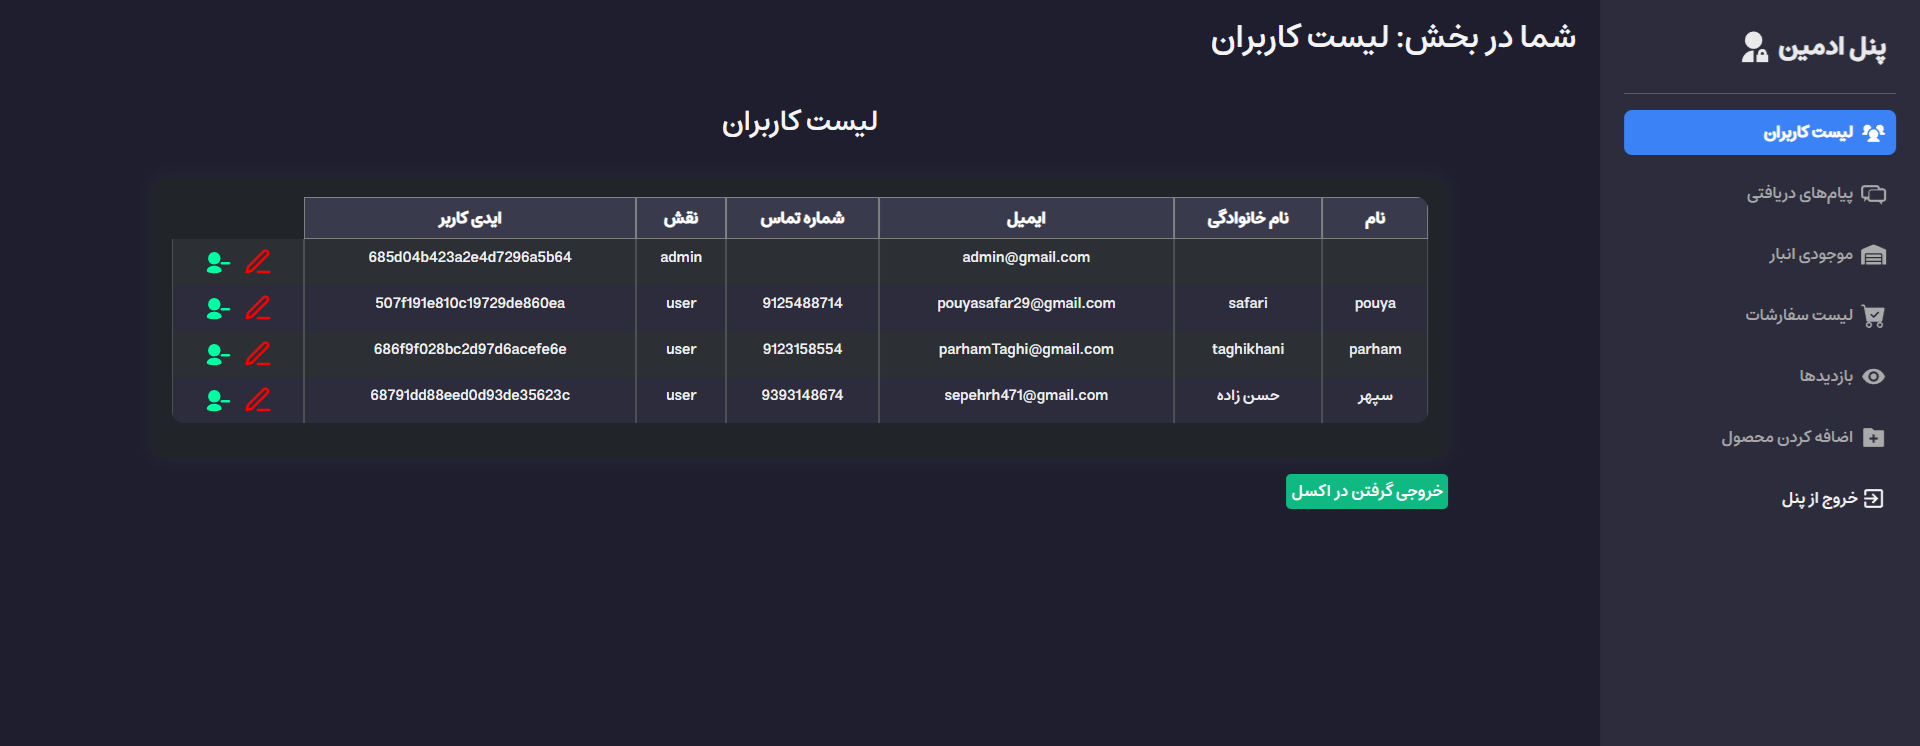 پنل ادمین
لیست کاربران
پیام‌های دریافتی
موجودی انبار
لیست سفارشات
بازدیدها
اضافه کردن محصول
خروج از پنل
شما در بخش: لیست کاربران
لیست کاربران
نام نام خانوادگی ایمیل شماره تماس نقش ایدی کاربر
admin@gmail.com admin 685d04b423a2e4d7296a5b64
pouya safari pouyasafar29@gmail.com 9125488714 user 507f191e810c19729de860ea
parham taghikhani parhamTaghi@gmail.com 9123158554 user 686f9f028bc2d97d6acefe6e
سپهر حسن زاده sepehrh471@gmail.com 9393148674 user 68791dd88eed0d93de35623c
خروجی گرفتن در اکسل